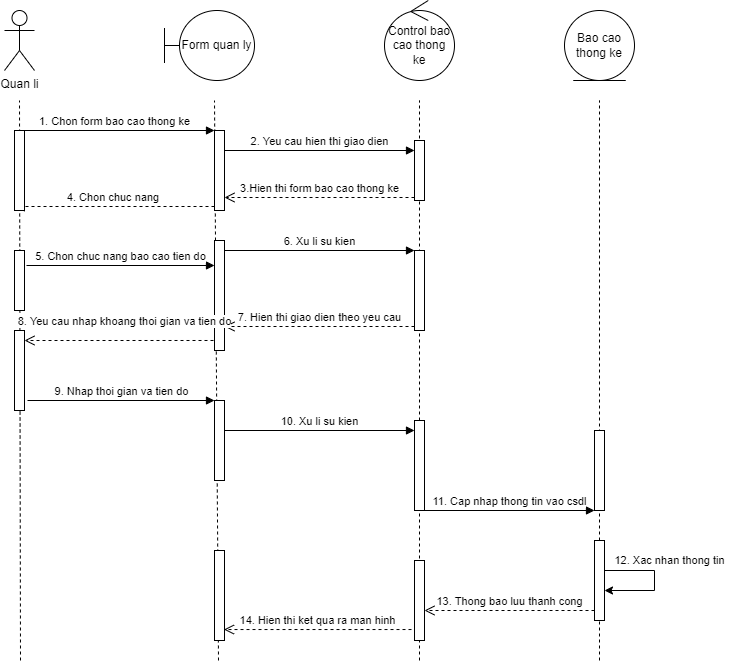 Quan li
Form quan ly
Control bao
cao thong
ke
Bao cao
thong ke
1. Chon form bao cao thong ke
2. Yeu cau hien thi giao dien
3.Hien thi form bao cao thong ke
4. Chon chuc nang
5. Chon chuc nang bao cao tien do
6. Xu li su kien
7. Hien thi giao dien theo yeu cau
8. Yeu cau nhap khoang thoi gian va tien do
9. Nhap thoi gian va tien do
10. Xu li su kien
11. Cap nhap thong tin vao csdl
12. Xac nhan thong tin
13. Thong bao luu thanh cong
14. Hien thi ket qua ra man hinh